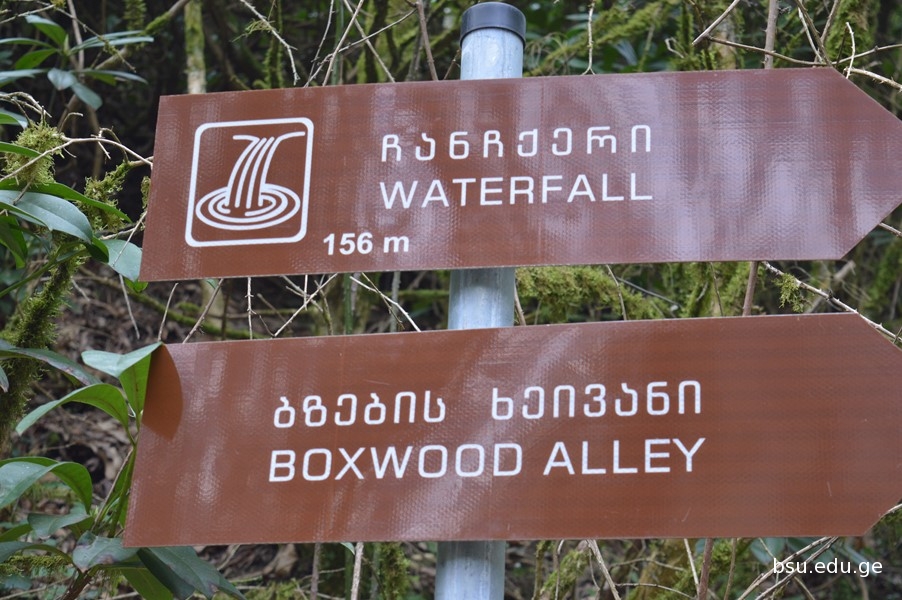 ჩანჩქერი
WATERFALL
156 m
ბზების ხეივანი
BOXWOOD ALLEY
bsu.edu.ge